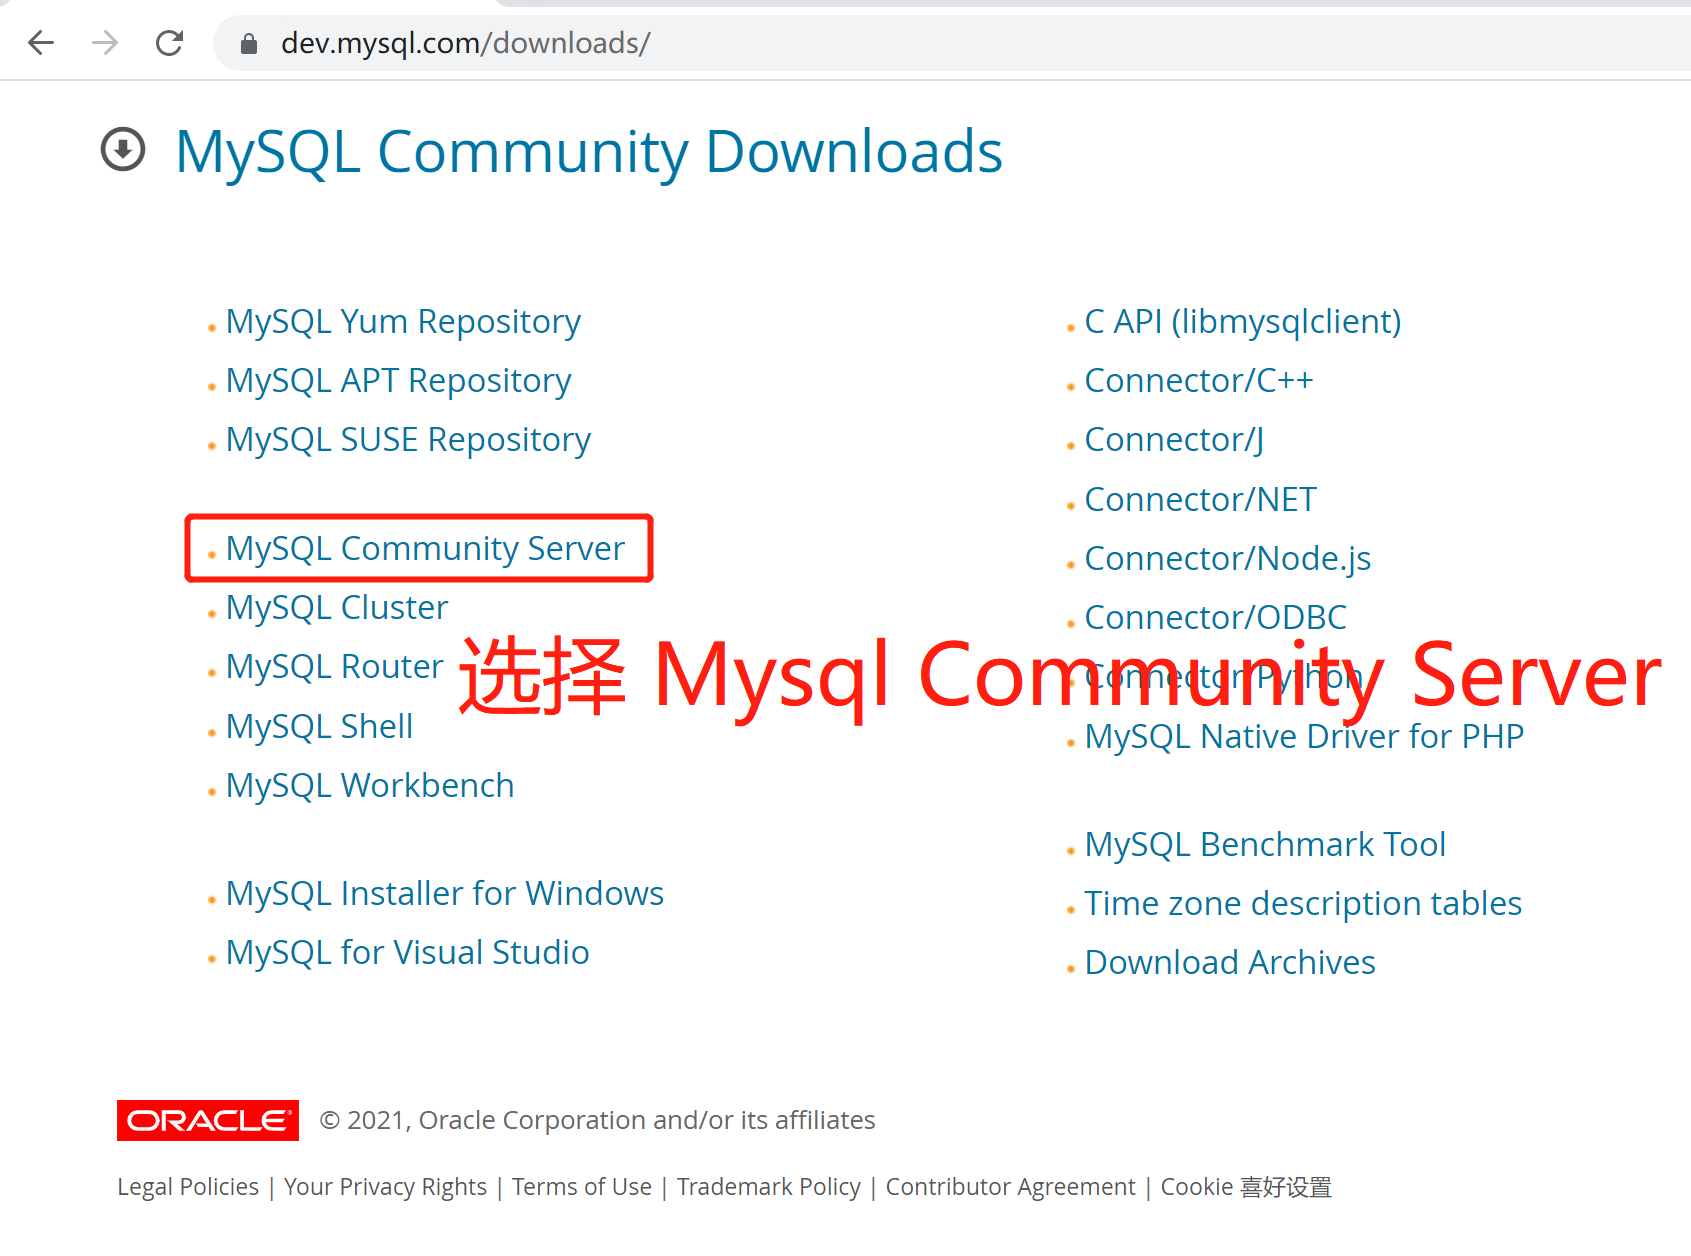 dev.mysql.com/downloads/
MySQL Community Downloads
MySQL Yum Repository
MySQL APT Repository
MySQL SUSE Repository
MySQL Community Server
MySQL Cluster
MySQL Router
MySQL Shell
MySQL Workbench
MySQL Installer for Windows
MySQL for Visual Studio
选择 Mysql Community Server
C API (libmysqlclient)
Connector/C++
Connector/J
Connector/NET
Connector/Node.js
Connector/ODBC
Connector/Python
MySQL Native Driver for PHP
MySQL Benchmark Tool
Time zone description tables
Download Archives
ORACLE® © 2021, Oracle Corporation and/or its affiliates
Legal Policies | Your Privacy Rights | Terms of Use | Trademark Policy | Contributor Agreement | Cookie 喜好设置